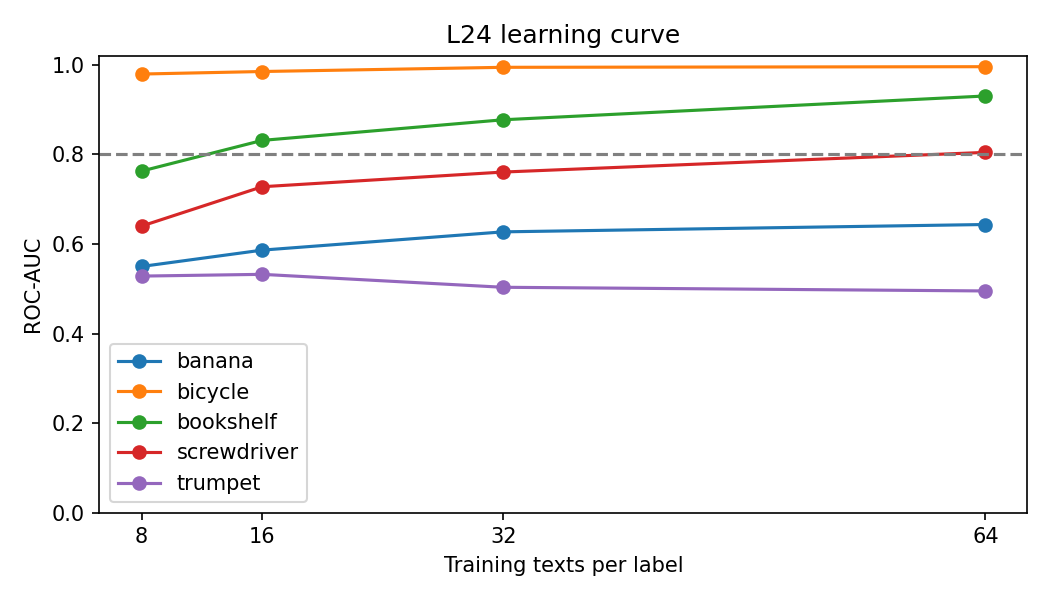 L24 learning curve
1.0
0.8
0.6
0.4
0.2
0.0
ROC-AUC
banana
bicycle
bookshelf
screwdriver
trumpet
8 16 32 64
Training texts per label